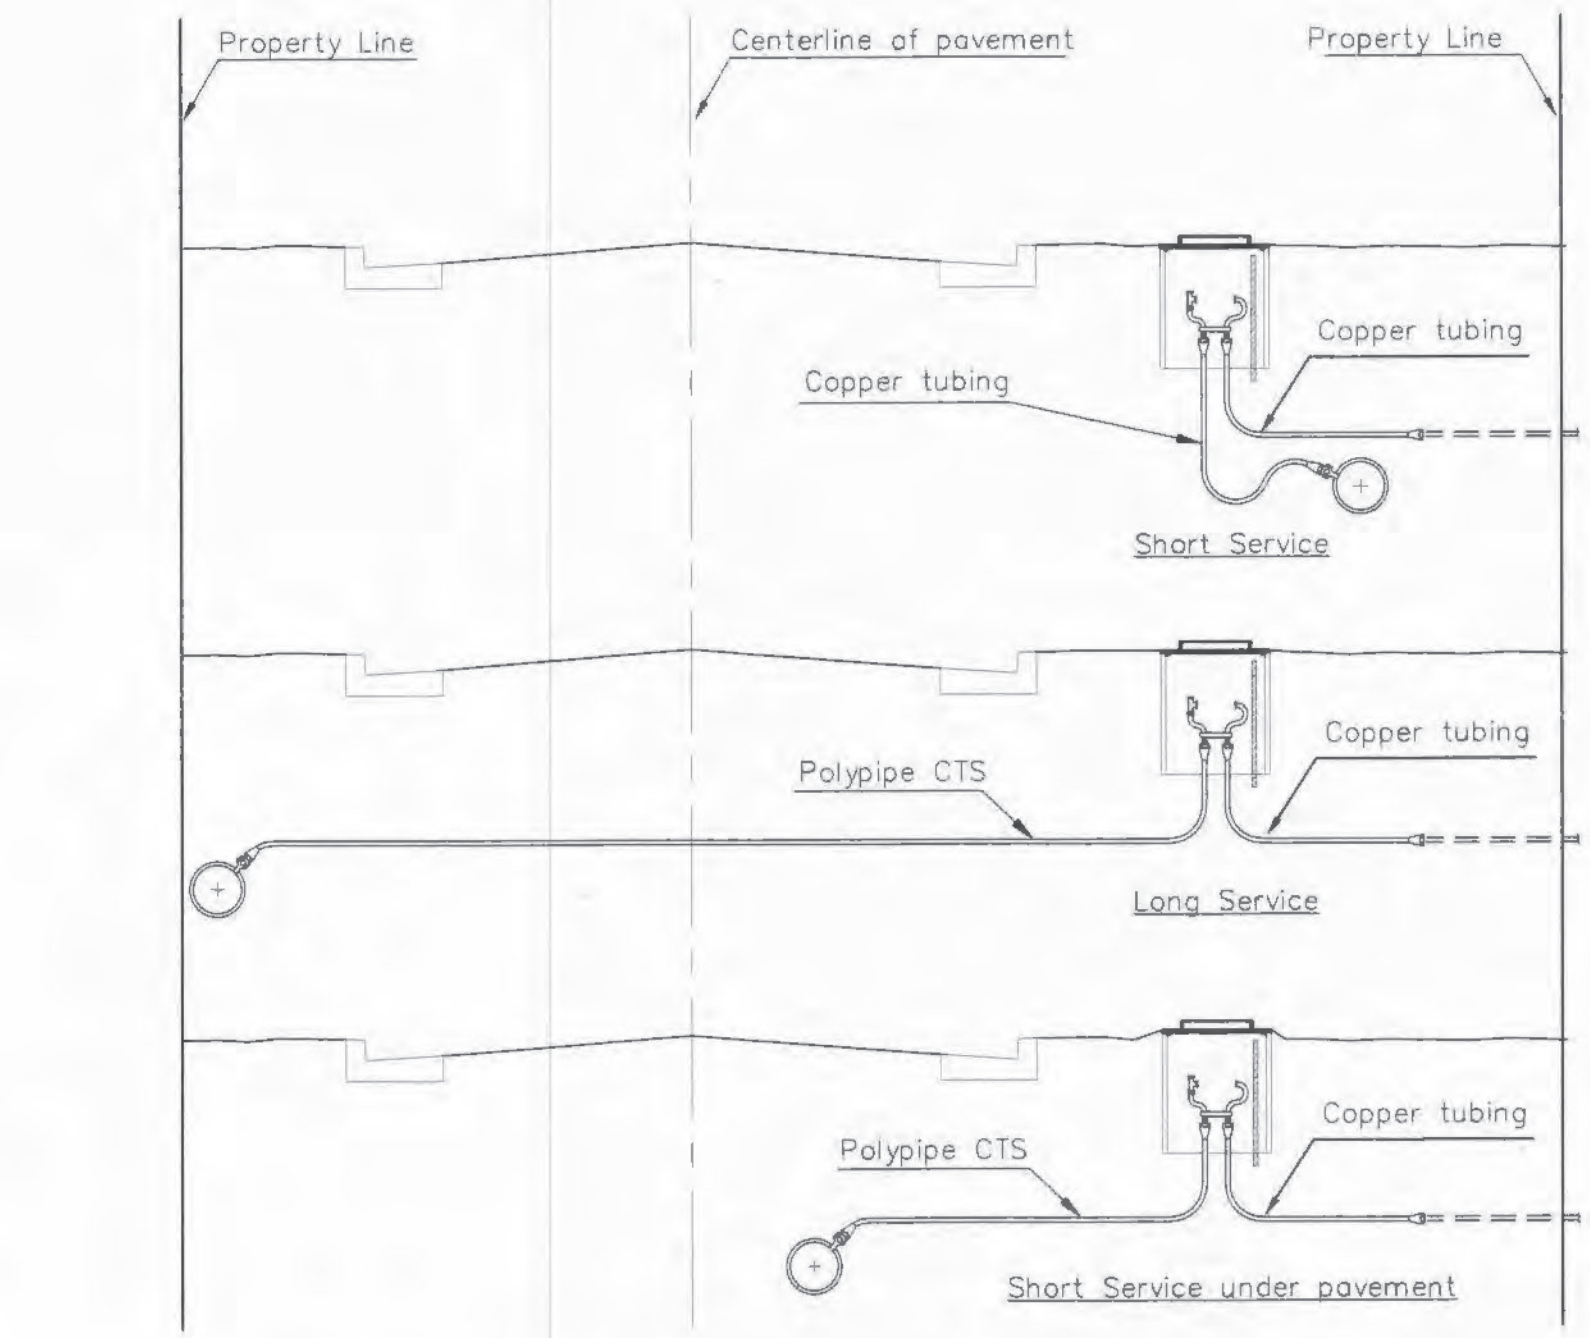 Property Line
Centerline of pavement
Property Line
Copper tubing
Copper tubing
Short Service
Copper tubing
Polypipe CTS
Long Service
Copper tubing
Polypipe CTS
Short Service under pavement